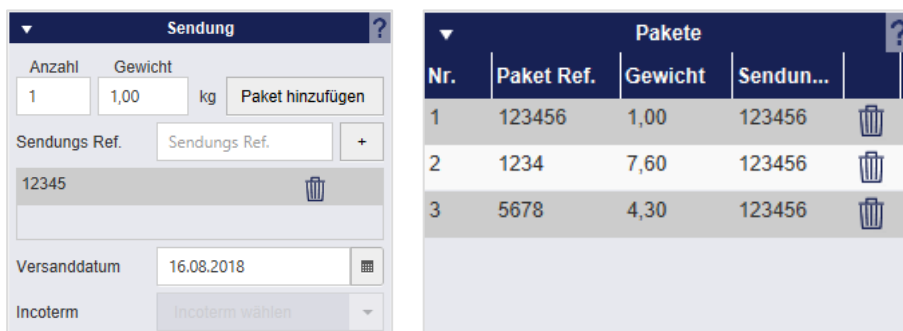 Sendung ?
Anzahl Gewicht
1 1,00 kg Paket hinzufügen
Sendungs Ref. Sendungs Ref. +
12345
Versanddatum 16.08.2018
Incoterm Incoterm wählen
Pakete ?
Nr. Paket Ref. Gewicht Sendun...
1 123456 1,00 123456
2 1234 7,60 123456
3 5678 4,30 123456